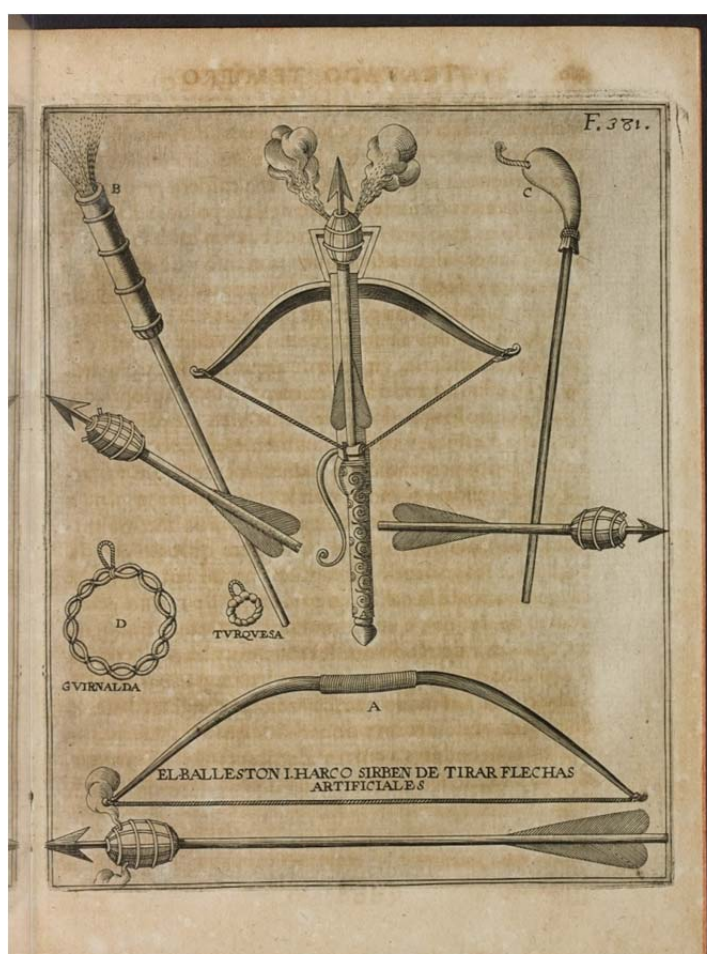 F. 381.
B
C
D
TVRQVESA
GVIRNALDA
A
EL·BALLESTON I·HARCO SIRBEN DE TIRAR FLECHAS
ARTIFICIALES